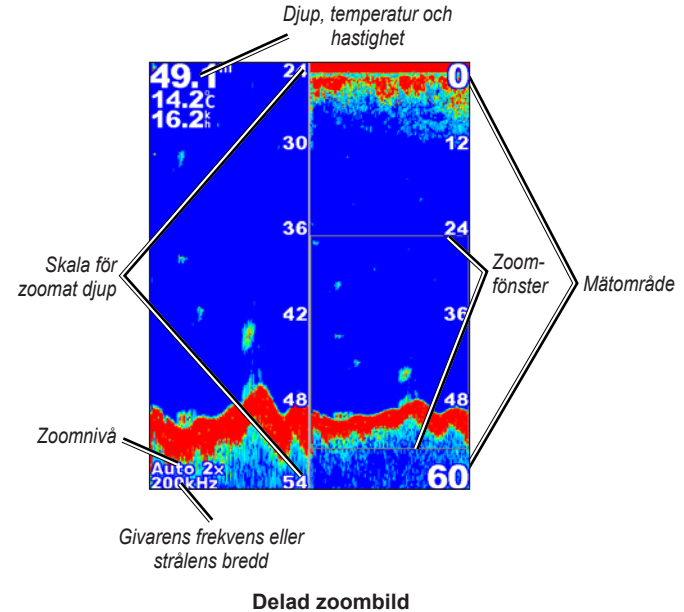 Djup, temperatur och
hastighet
49.1 m
14.2°C
16.2 k/h
24
30
36
42
48
54
0
12
24
36
48
60
Auto 2x
200kHz
Skala för
zoomat djup
Zoom-
fönster
Mätområde
Zoomnivå
Givarens frekvens eller
strålens bredd
Delad zoombild